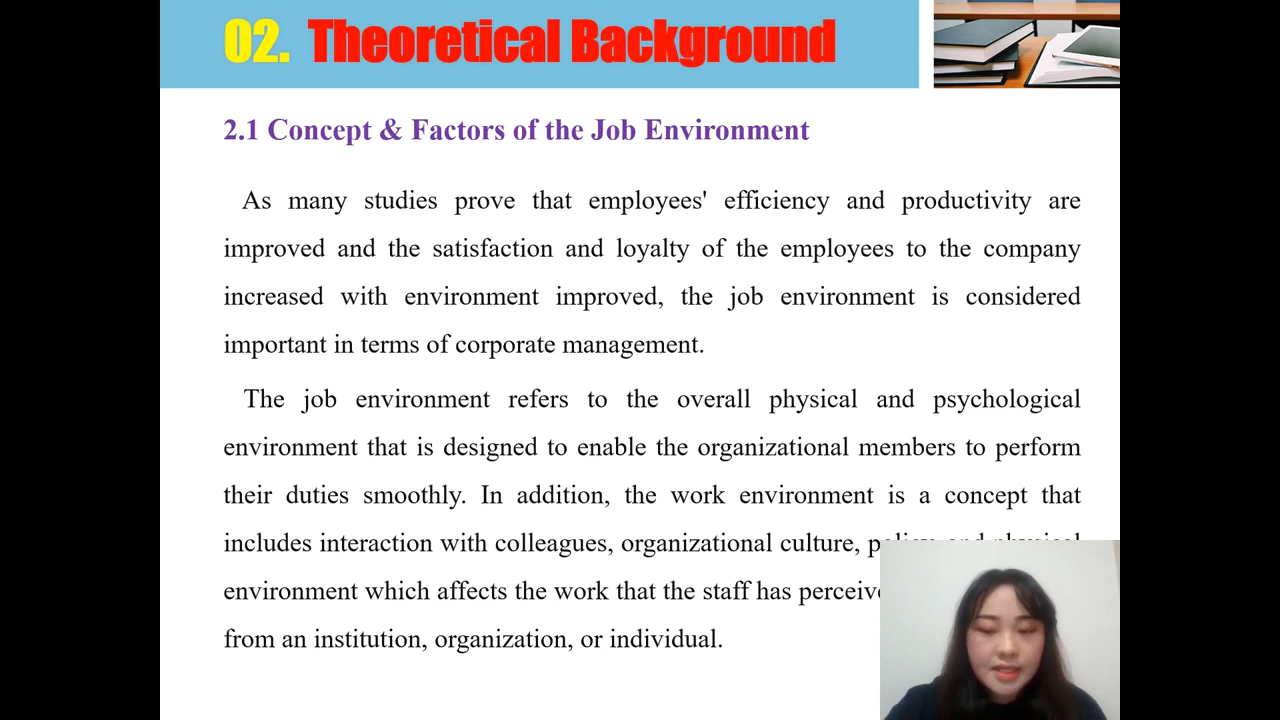 02. Theoretical Background
2.1 Concept & Factors of the Job Environment
As many studies prove that employees' efficiency and productivity are
improved and the satisfaction and loyalty of the employees to the company
increased with environment improved, the job environment is considered
important in terms of corporate management.
The job environment refers to the overall physical and psychological
environment that is designed to enable the organizational members to perform
their duties smoothly. In addition, the work environment is a concept that
includes interaction with colleagues, organizational culture, policy and physical
environment which affects the work that the staff has
from an institution, organization, or individual.